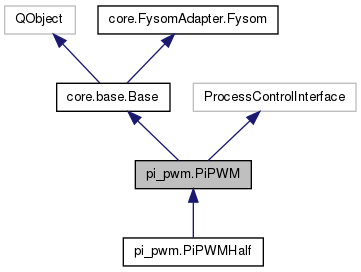 QObject
core.FysomAdapter.Fysom
core.base.Base
ProcessControlInterface
pi_pwm.PiPWM
pi_pwm.PiPWMHalf